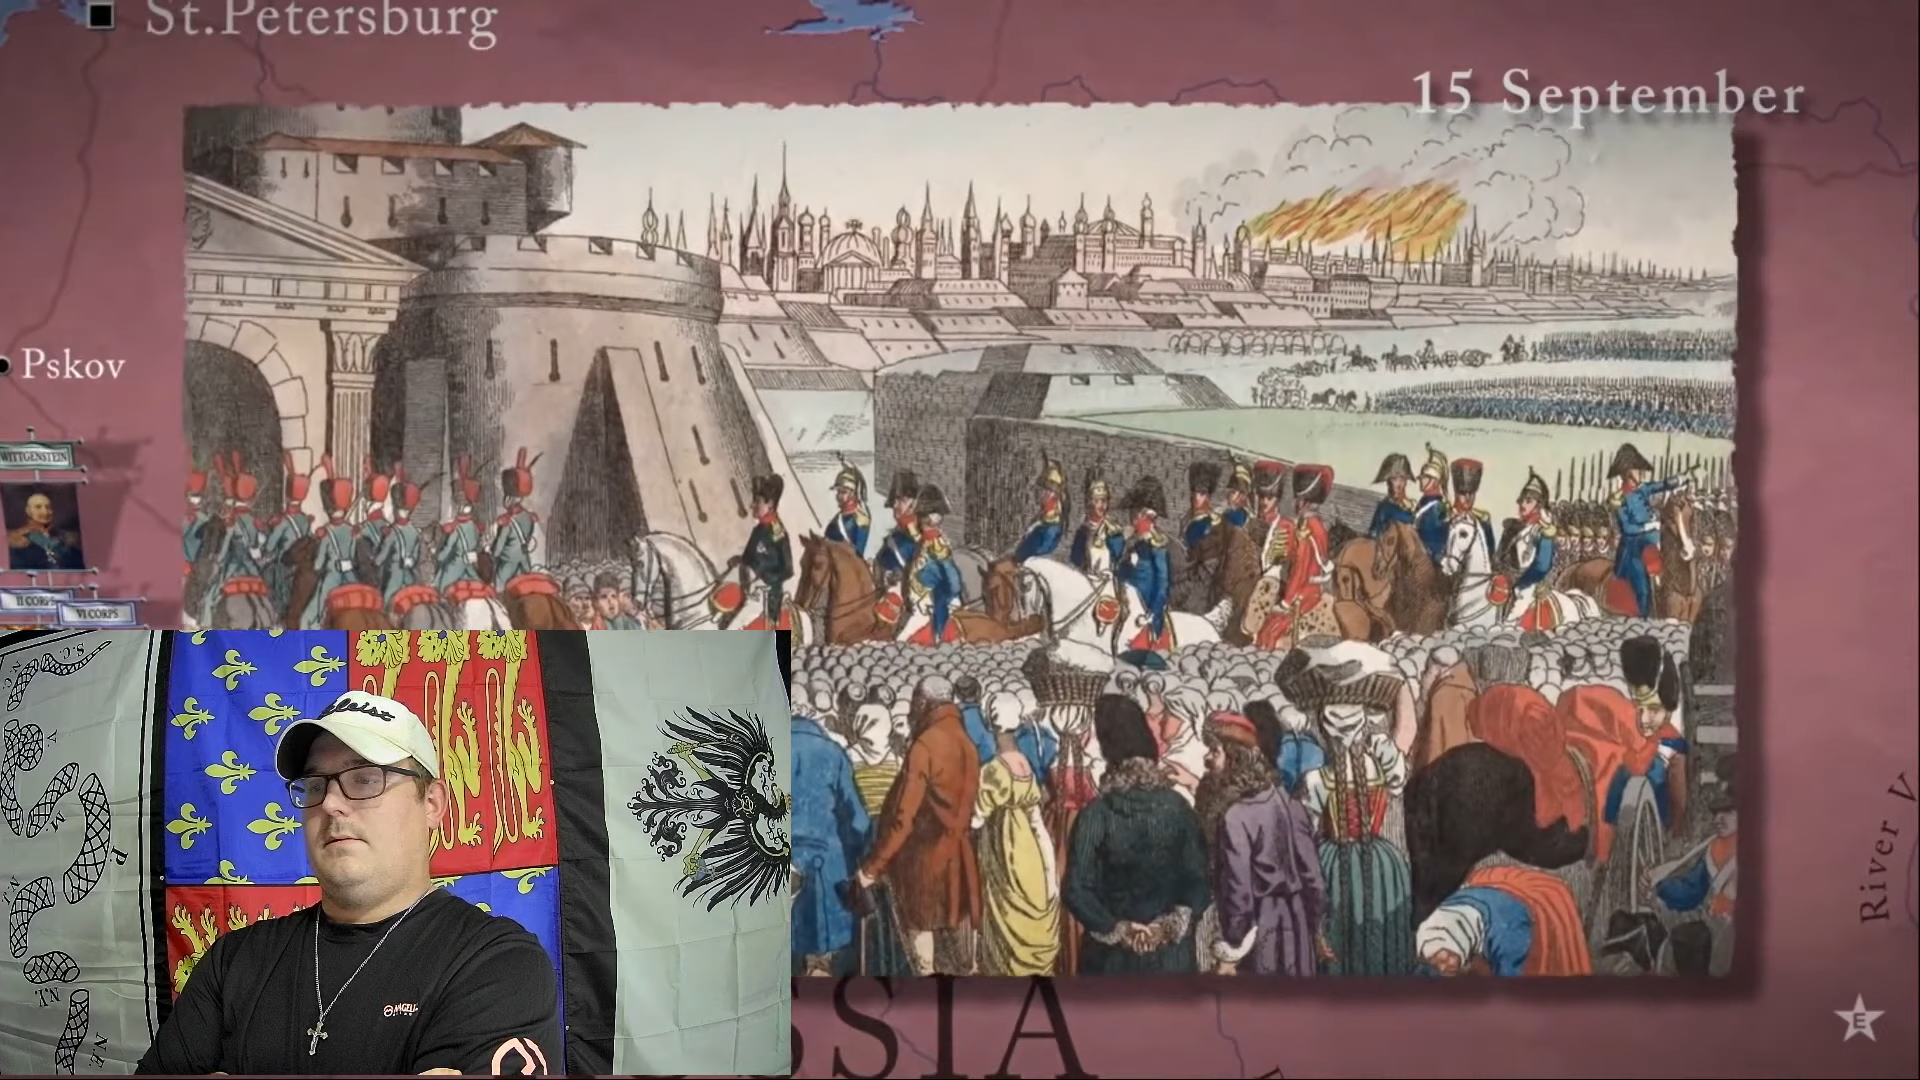 St.Petersburg
15 September
Pskov
WITTGENSTEIN
II CORPS
VI CORPS
River V
SSIA
E
S.C.
N.C.
V.
M.
P.
N.J.
N.Y.
N.E.